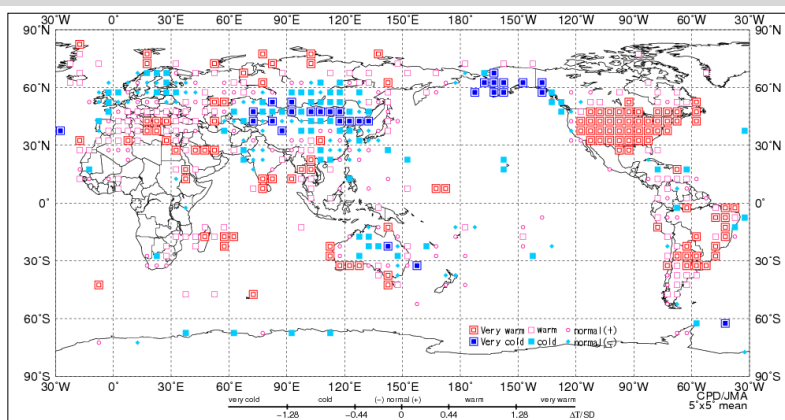 30°W 0° 30°E 60°E 90°E 120°E 150°E 180° 150°W 120°W 90°W 60°W 30°W
90°N 90°N
60°N 60°N
30°N 30°N
0° 0°
30°S 30°S
60°S 60°S
Very warm warm normal(+)
Very cold cold normal(-)
90°S 90°S
30°W 0° 30°E 60°E 90°E 120°E 150°E 180° 150°W 120°W 90°W 60°W 30°W
CPD/JMA
5°x5° mean
very cold cold (-) normal (+) warm very warm
-1.28 -0.44 0 0.44 1.28 ΔT/SD